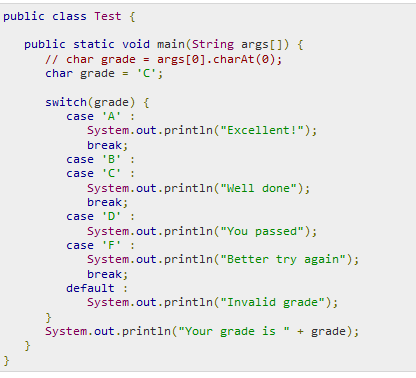 public class Test {
public static void main(String args[]) {
// char grade = args[0].charAt(0);
char grade = 'C';
switch(grade) {
case 'A' :
System.out.println("Excellent!");
break;
case 'B' :
case 'C' :
System.out.println("Well done");
break;
case 'D' :
System.out.println("You passed");
case 'F' :
System.out.println("Better try again");
break;
default :
System.out.println("Invalid grade");
}
System.out.println("Your grade is " + grade);
}
}